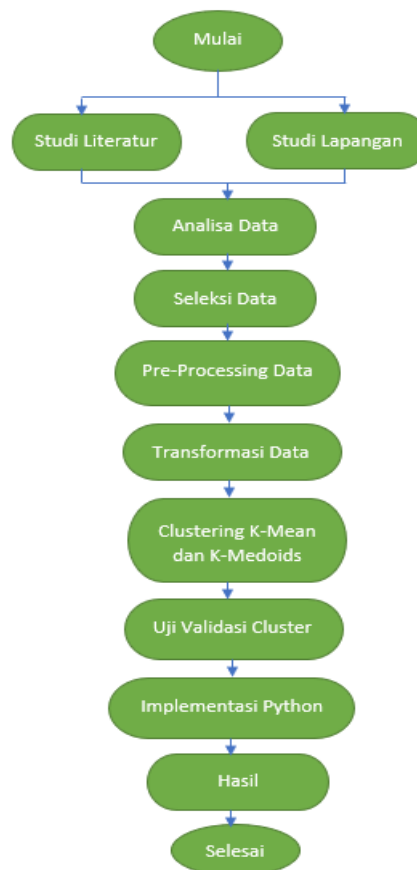 Mulai
Studi Literatur
Studi Lapangan
Analisa Data
Seleksi Data
Pre-Processing Data
Transformasi Data
Clustering K-Mean
dan K-Medoids
Uji Validasi Cluster
Implementasi Python
Hasil
Selesai